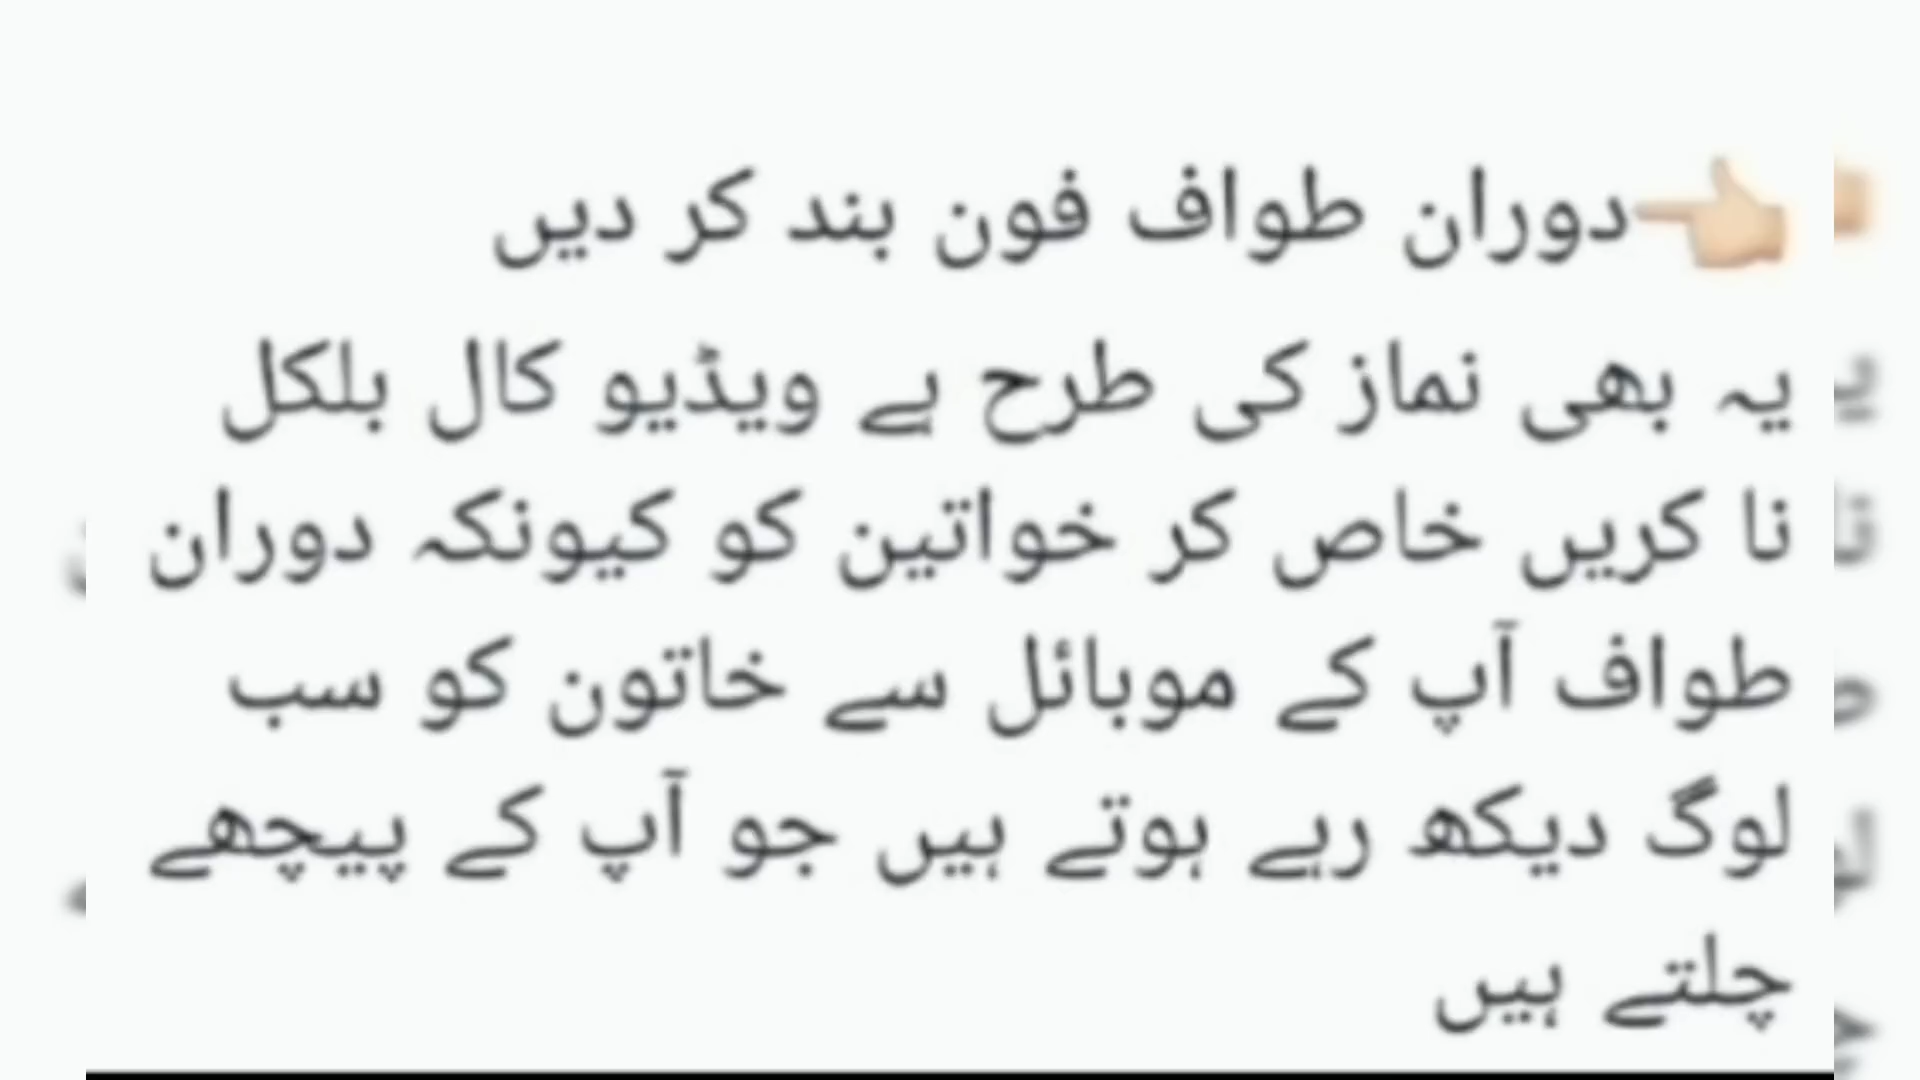 👈🏻دوران طواف فون بند کر دیں
یہ بھی نماز کی طرح ہے ویڈیو کال بلکل
نا کریں خاص کر خواتین کو کیونکہ دوران
طواف آپ کے موبائل سے خاتون کو سب
لوگ دیکھ رہے ہوتے ہیں جو آپ کے پیچھے
چلتے ہیں